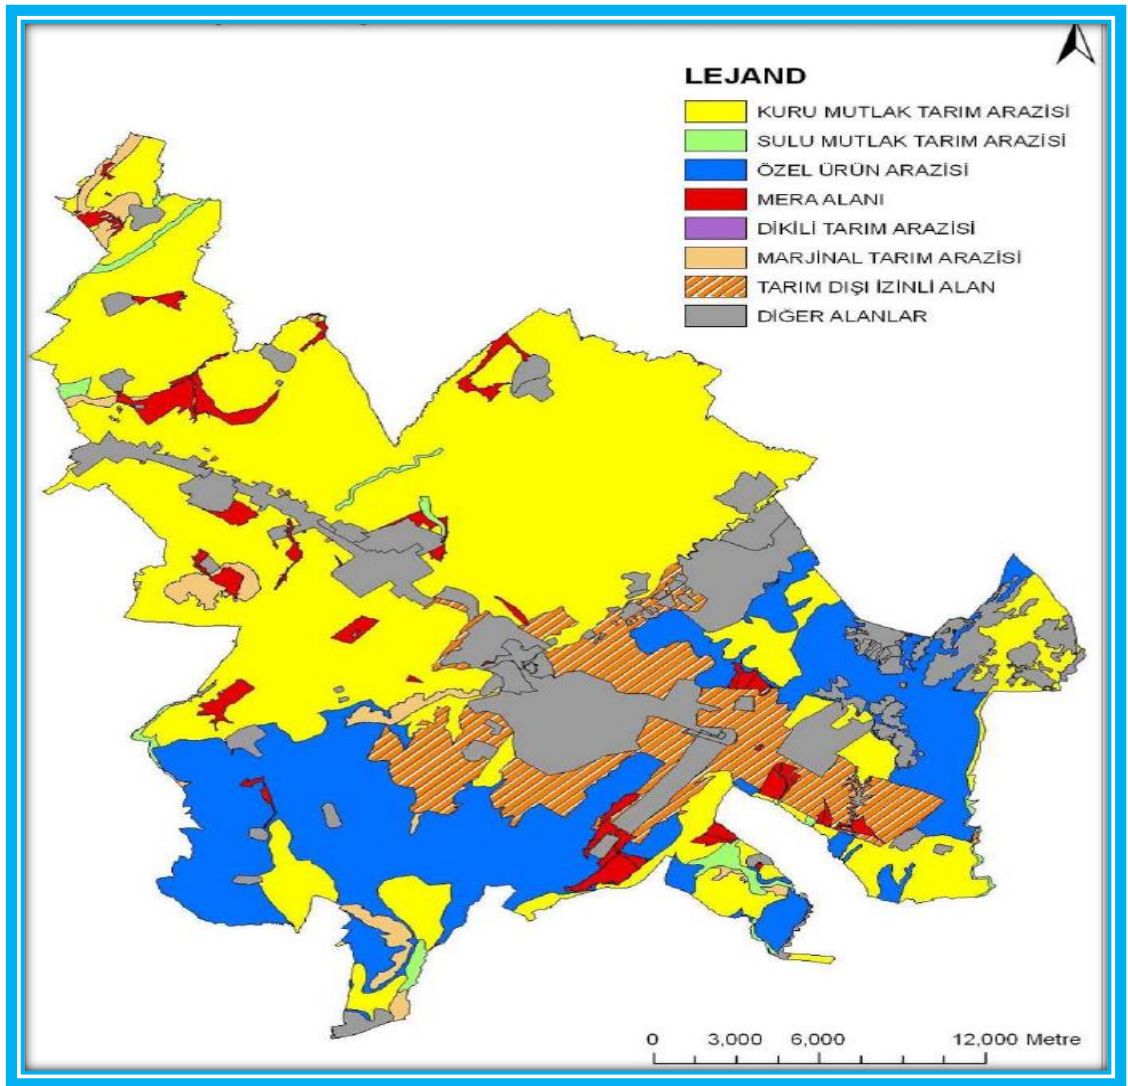 LEJAND
KURU MUTLAK TARIM ARAZİSİ
SULU MUTLAK TARIM ARAZİSİ
ÖZEL ÜRÜN ARAZİSİ
MERA ALANI
DİKİLİ TARIM ARAZİSİ
MARJİNAL TARIM ARAZİSİ
TARIM DIŞI İZİNLİ ALAN
DİĞER ALANLAR
0 3,000 6,000 12,000 Metre